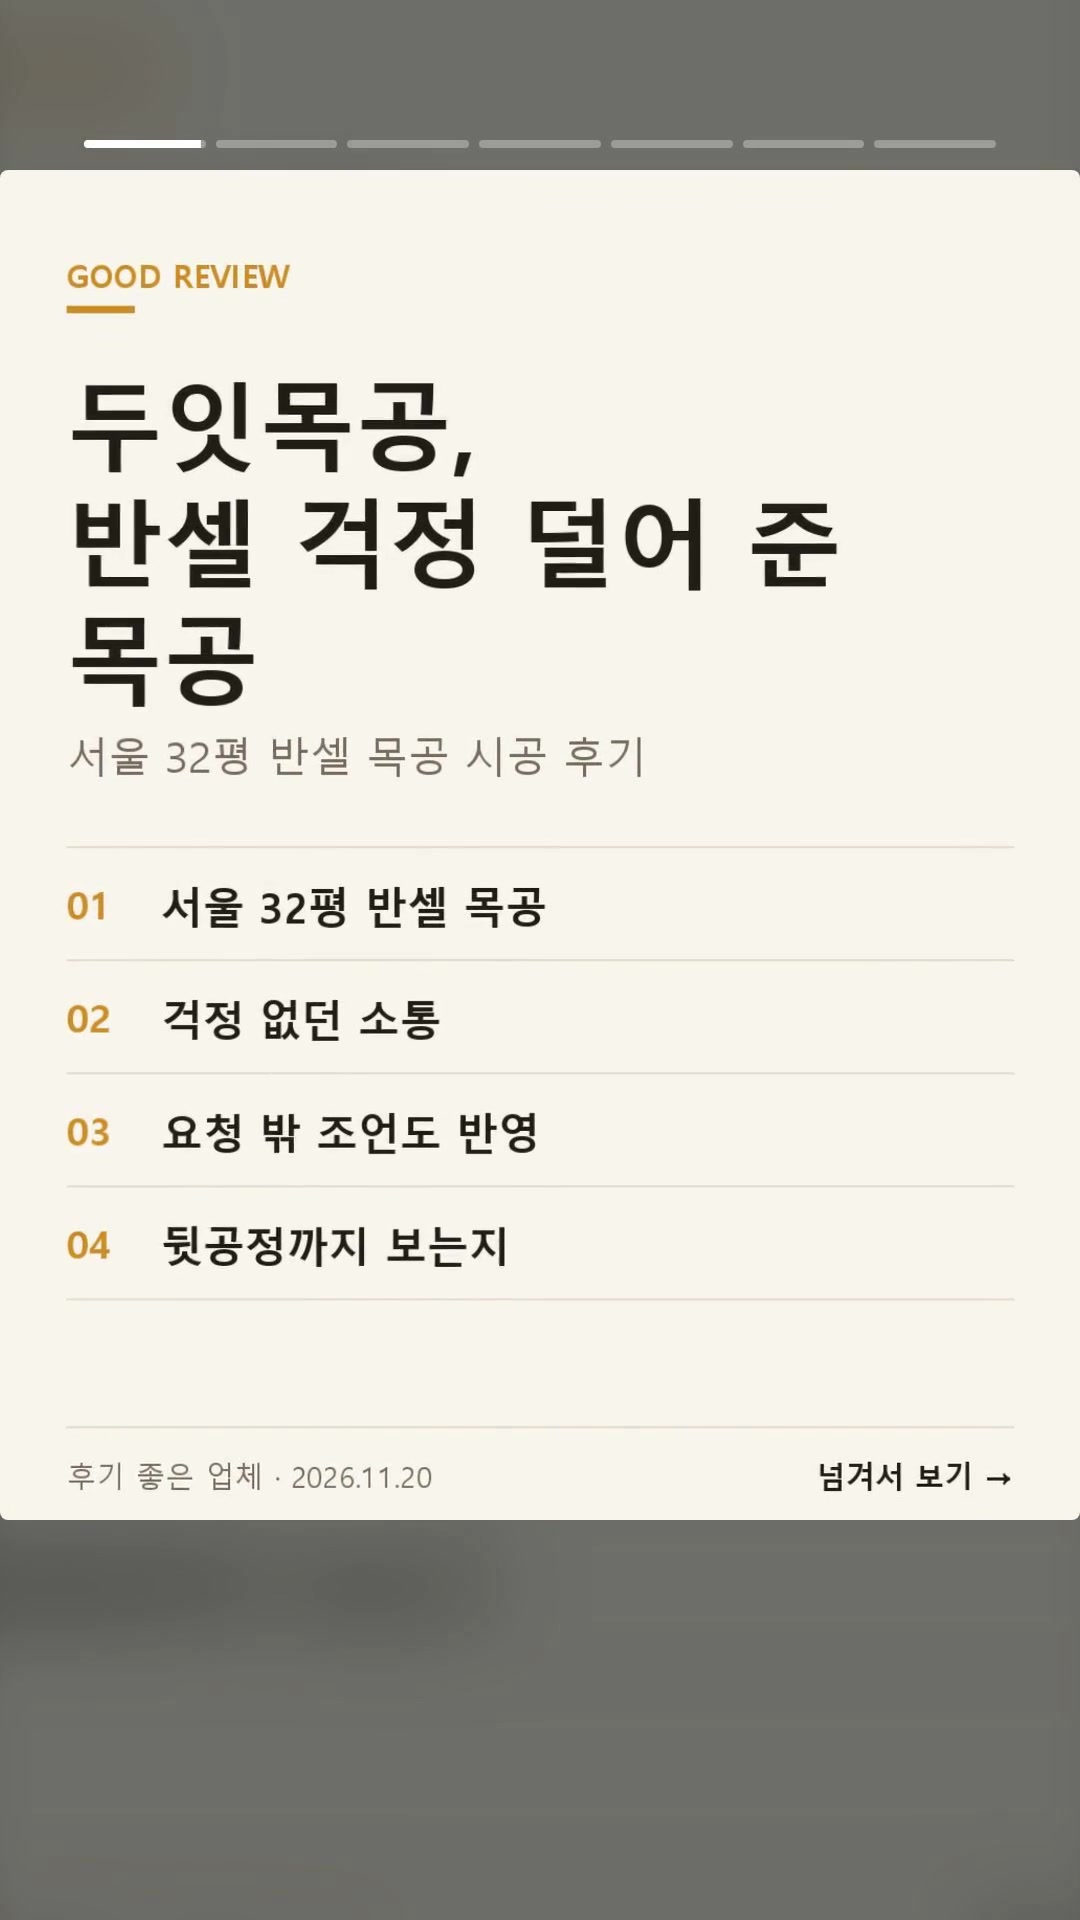 GOOD REVIEW
두잇목공,
반셀 걱정 덜어 준
목공
서울 32평 반셀 목공 시공 후기
01 서울 32평 반셀 목공
02 걱정 없던 소통
03 요청 밖 조언도 반영
04 뒷공정까지 보는지
후기 좋은 업체 · 2026.11.20
넘겨서 보기 →